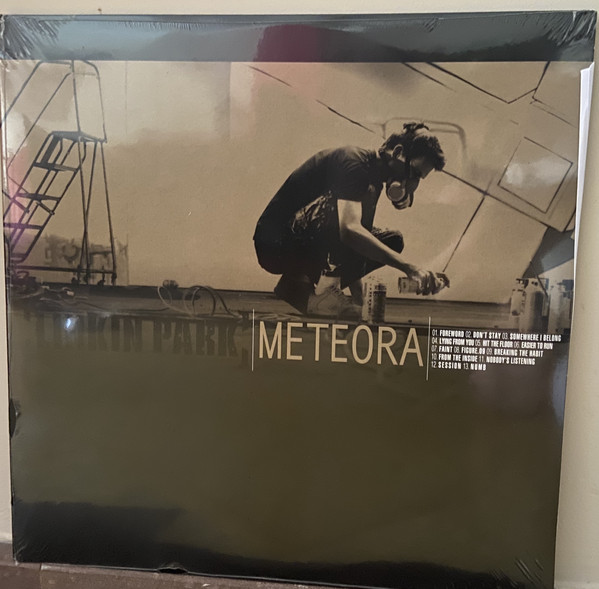 LINKIN PARK
METEORA
01. FOREWORD 02. DON'T STAY 03. SOMEWHERE I BELONG
04. LYING FROM YOU 05. HIT THE FLOOR 06. EASIER TO RUN
07. FAINT 08. FIGURE.09 09. BREAKING THE HABIT
10. FROM THE INSIDE 11. NOBODY'S LISTENING
12. SESSION 13. NUMB